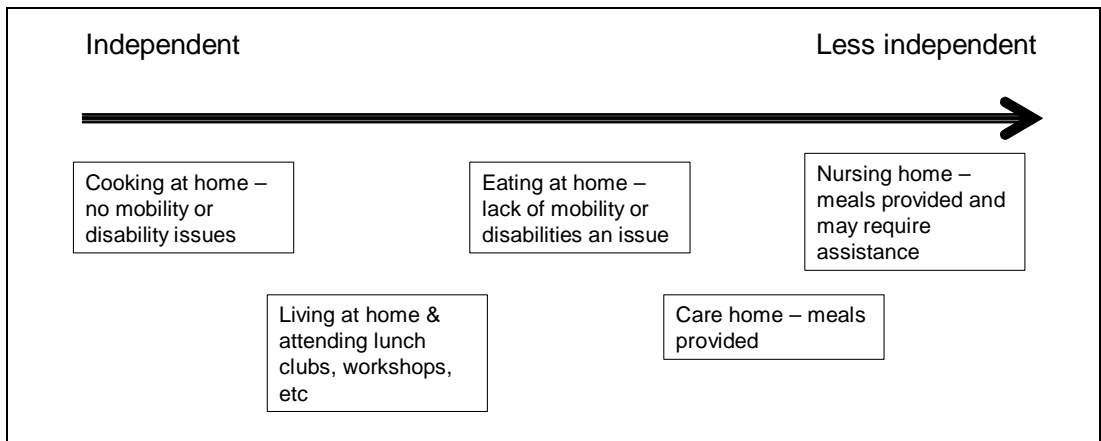 Independent
Less independent
Cooking at home –
no mobility or
disability issues
Eating at home –
lack of mobility or
disabilities an issue
Nursing home –
meals provided and
may require
assistance
Living at home &
attending lunch
clubs, workshops,
etc
Care home – meals
provided